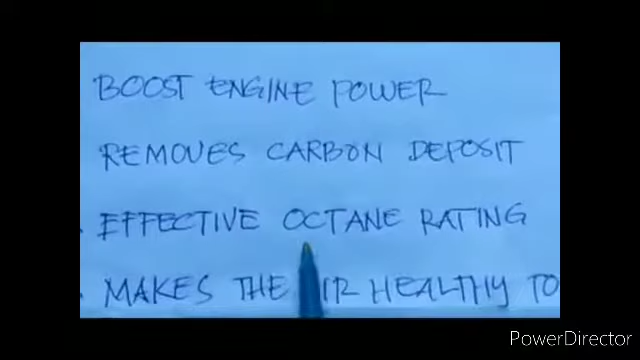 BOOST ENGINE POWER
REMOVES CARBON DEPOSIT
EFFECTIVE OCTANE RATING
MAKES THE HEALTHY TO
PowerDirector